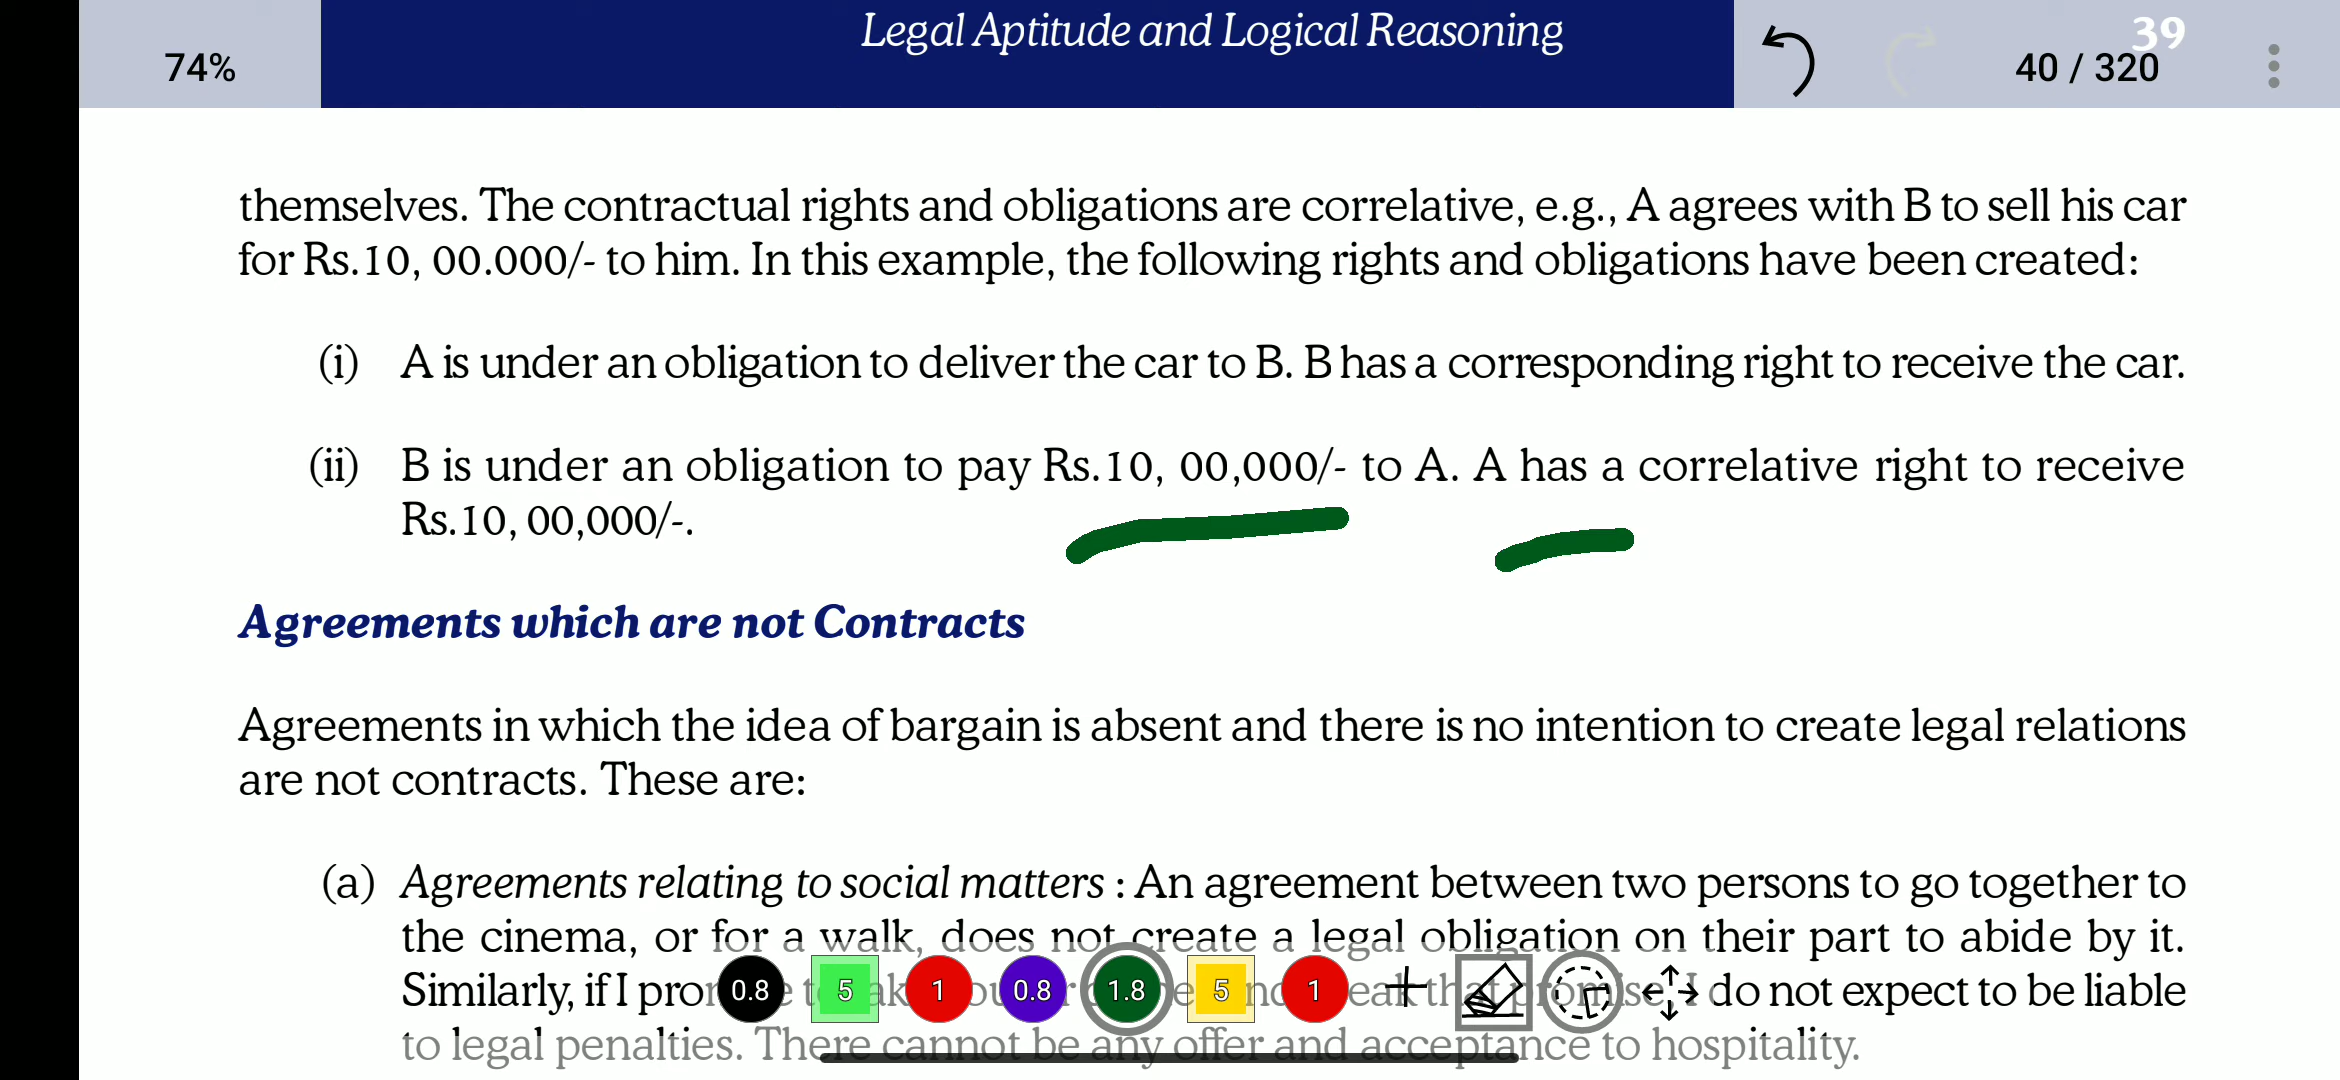 Legal Aptitude and Logical Reasoning
39
74%
40 / 320
themselves. The contractual rights and obligations are correlative, e.g., A agrees with B to sell his car
for Rs.10, 00.000/- to him. In this example, the following rights and obligations have been created:
(i) A is under an obligation to deliver the car to B. B has a corresponding right to receive the car.
(ii) B is under an obligation to pay Rs.10, 00,000/- to A. A has a correlative right to receive
Rs.10, 00,000/-.
Agreements which are not Contracts
Agreements in which the idea of bargain is absent and there is no intention to create legal relations
are not contracts. These are:
(a) Agreements relating to social matters : An agreement between two persons to go together to
the cinema, or for a walk, does not create a legal obligation on their part to abide by it.
Similarly, if I that promise, I do not expect to be liable
0.8 5 1 0.8 1.8 5 1
to legal penalties. There cannot be any offer and acceptance to hospitality.